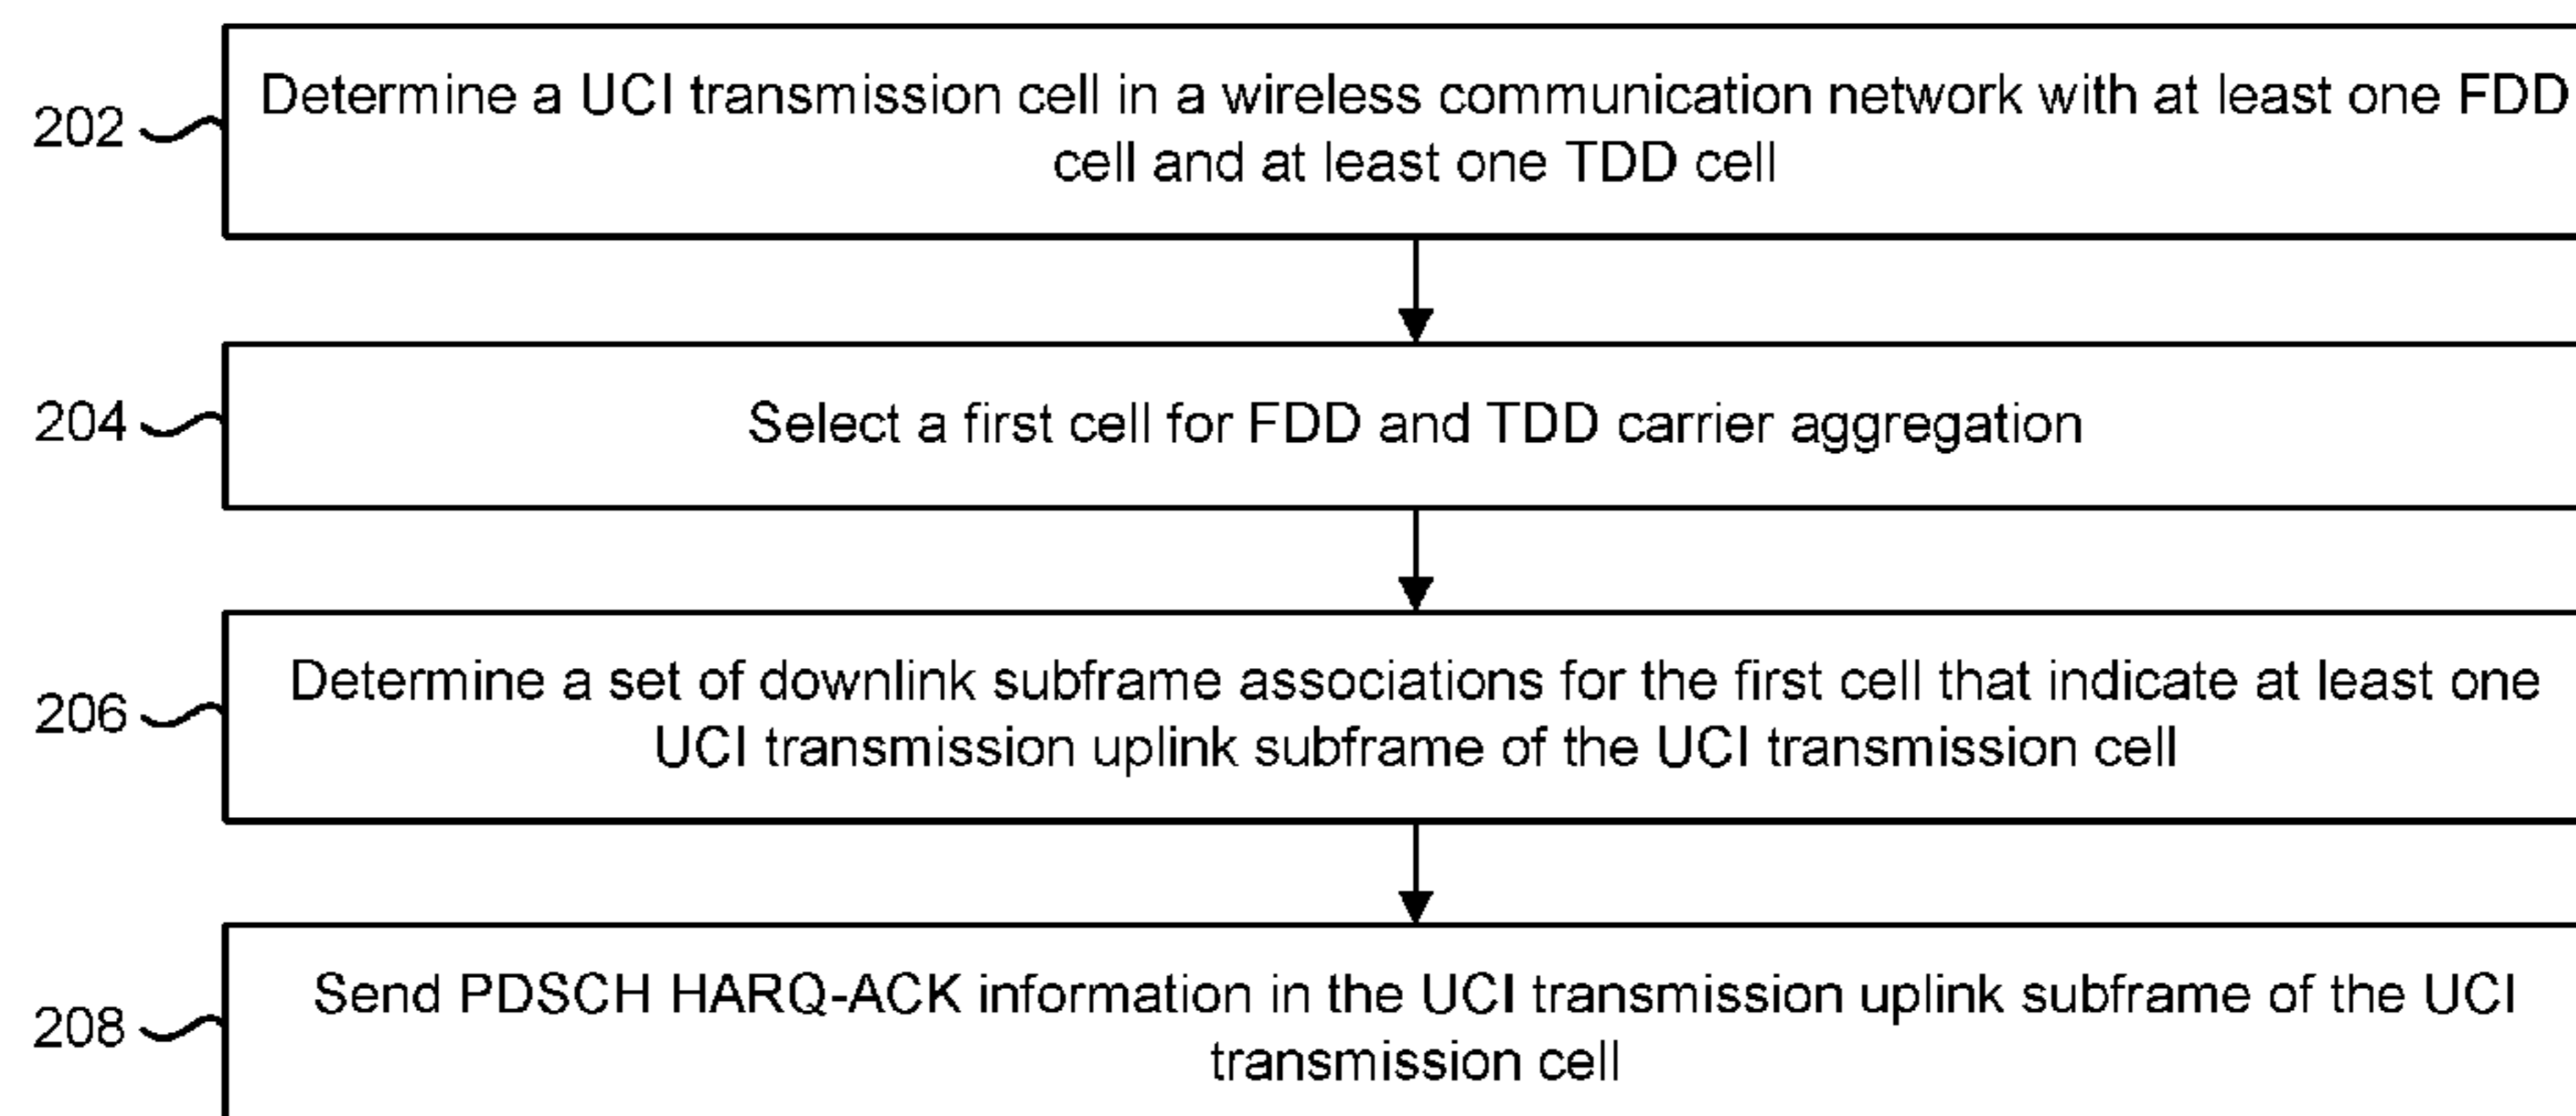 202
Determine a UCI transmission cell in a wireless communication network with at least one FDD
cell and at least one TDD cell
204
Select a first cell for FDD and TDD carrier aggregation
206
Determine a set of downlink subframe associations for the first cell that indicate at least one
UCI transmission uplink subframe of the UCI transmission cell
208
Send PDSCH HARQ-ACK information in the UCI transmission uplink subframe of the UCI
transmission cell